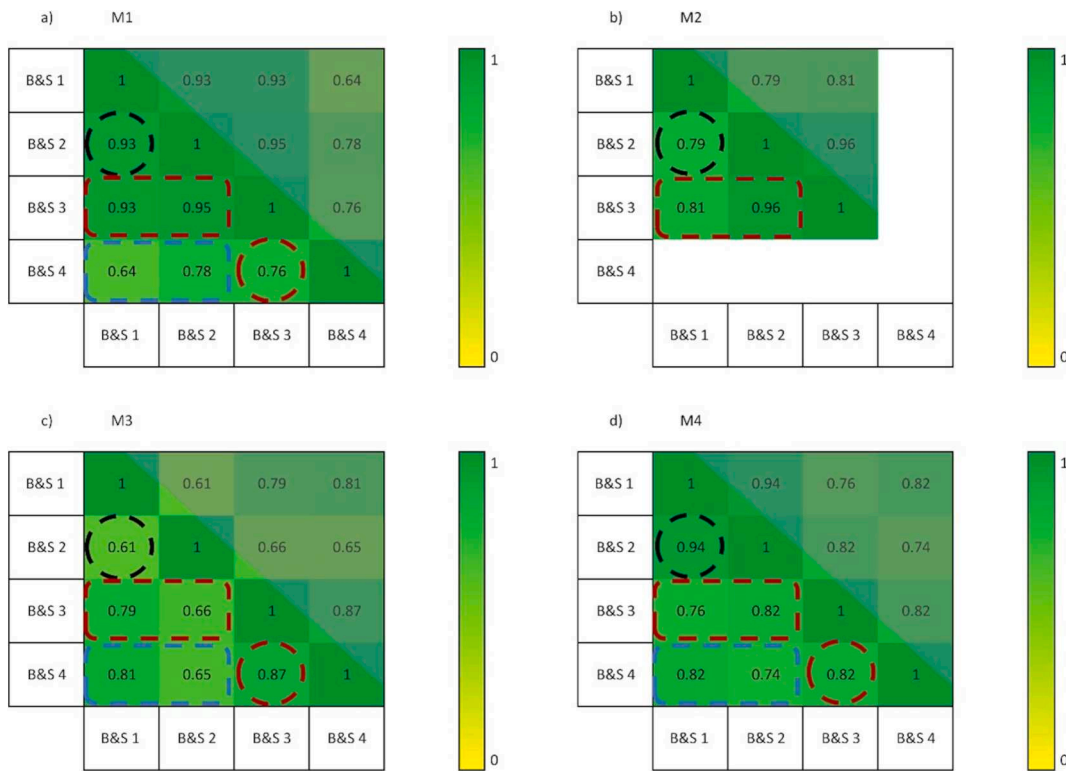 a) M1
B&S 1 1 0.93 0.93 0.64 1
B&S 2 0.93 1 0.95 0.78
B&S 3 0.93 0.95 1 0.76
B&S 4 0.64 0.78 0.76 1
B&S 1 B&S 2 B&S 3 B&S 4 0
b) M2
B&S 1 1 0.79 0.81 1
B&S 2 0.79 1 0.96
B&S 3 0.81 0.96 1
B&S 4
B&S 1 B&S 2 B&S 3 B&S 4 0
c) M3
B&S 1 1 0.61 0.79 0.81 1
B&S 2 0.61 1 0.66 0.65
B&S 3 0.79 0.66 1 0.87
B&S 4 0.81 0.65 0.87 1
B&S 1 B&S 2 B&S 3 B&S 4 0
d) M4
B&S 1 1 0.94 0.76 0.82 1
B&S 2 0.94 1 0.82 0.74
B&S 3 0.76 0.82 1 0.82
B&S 4 0.82 0.74 0.82 1
B&S 1 B&S 2 B&S 3 B&S 4 0